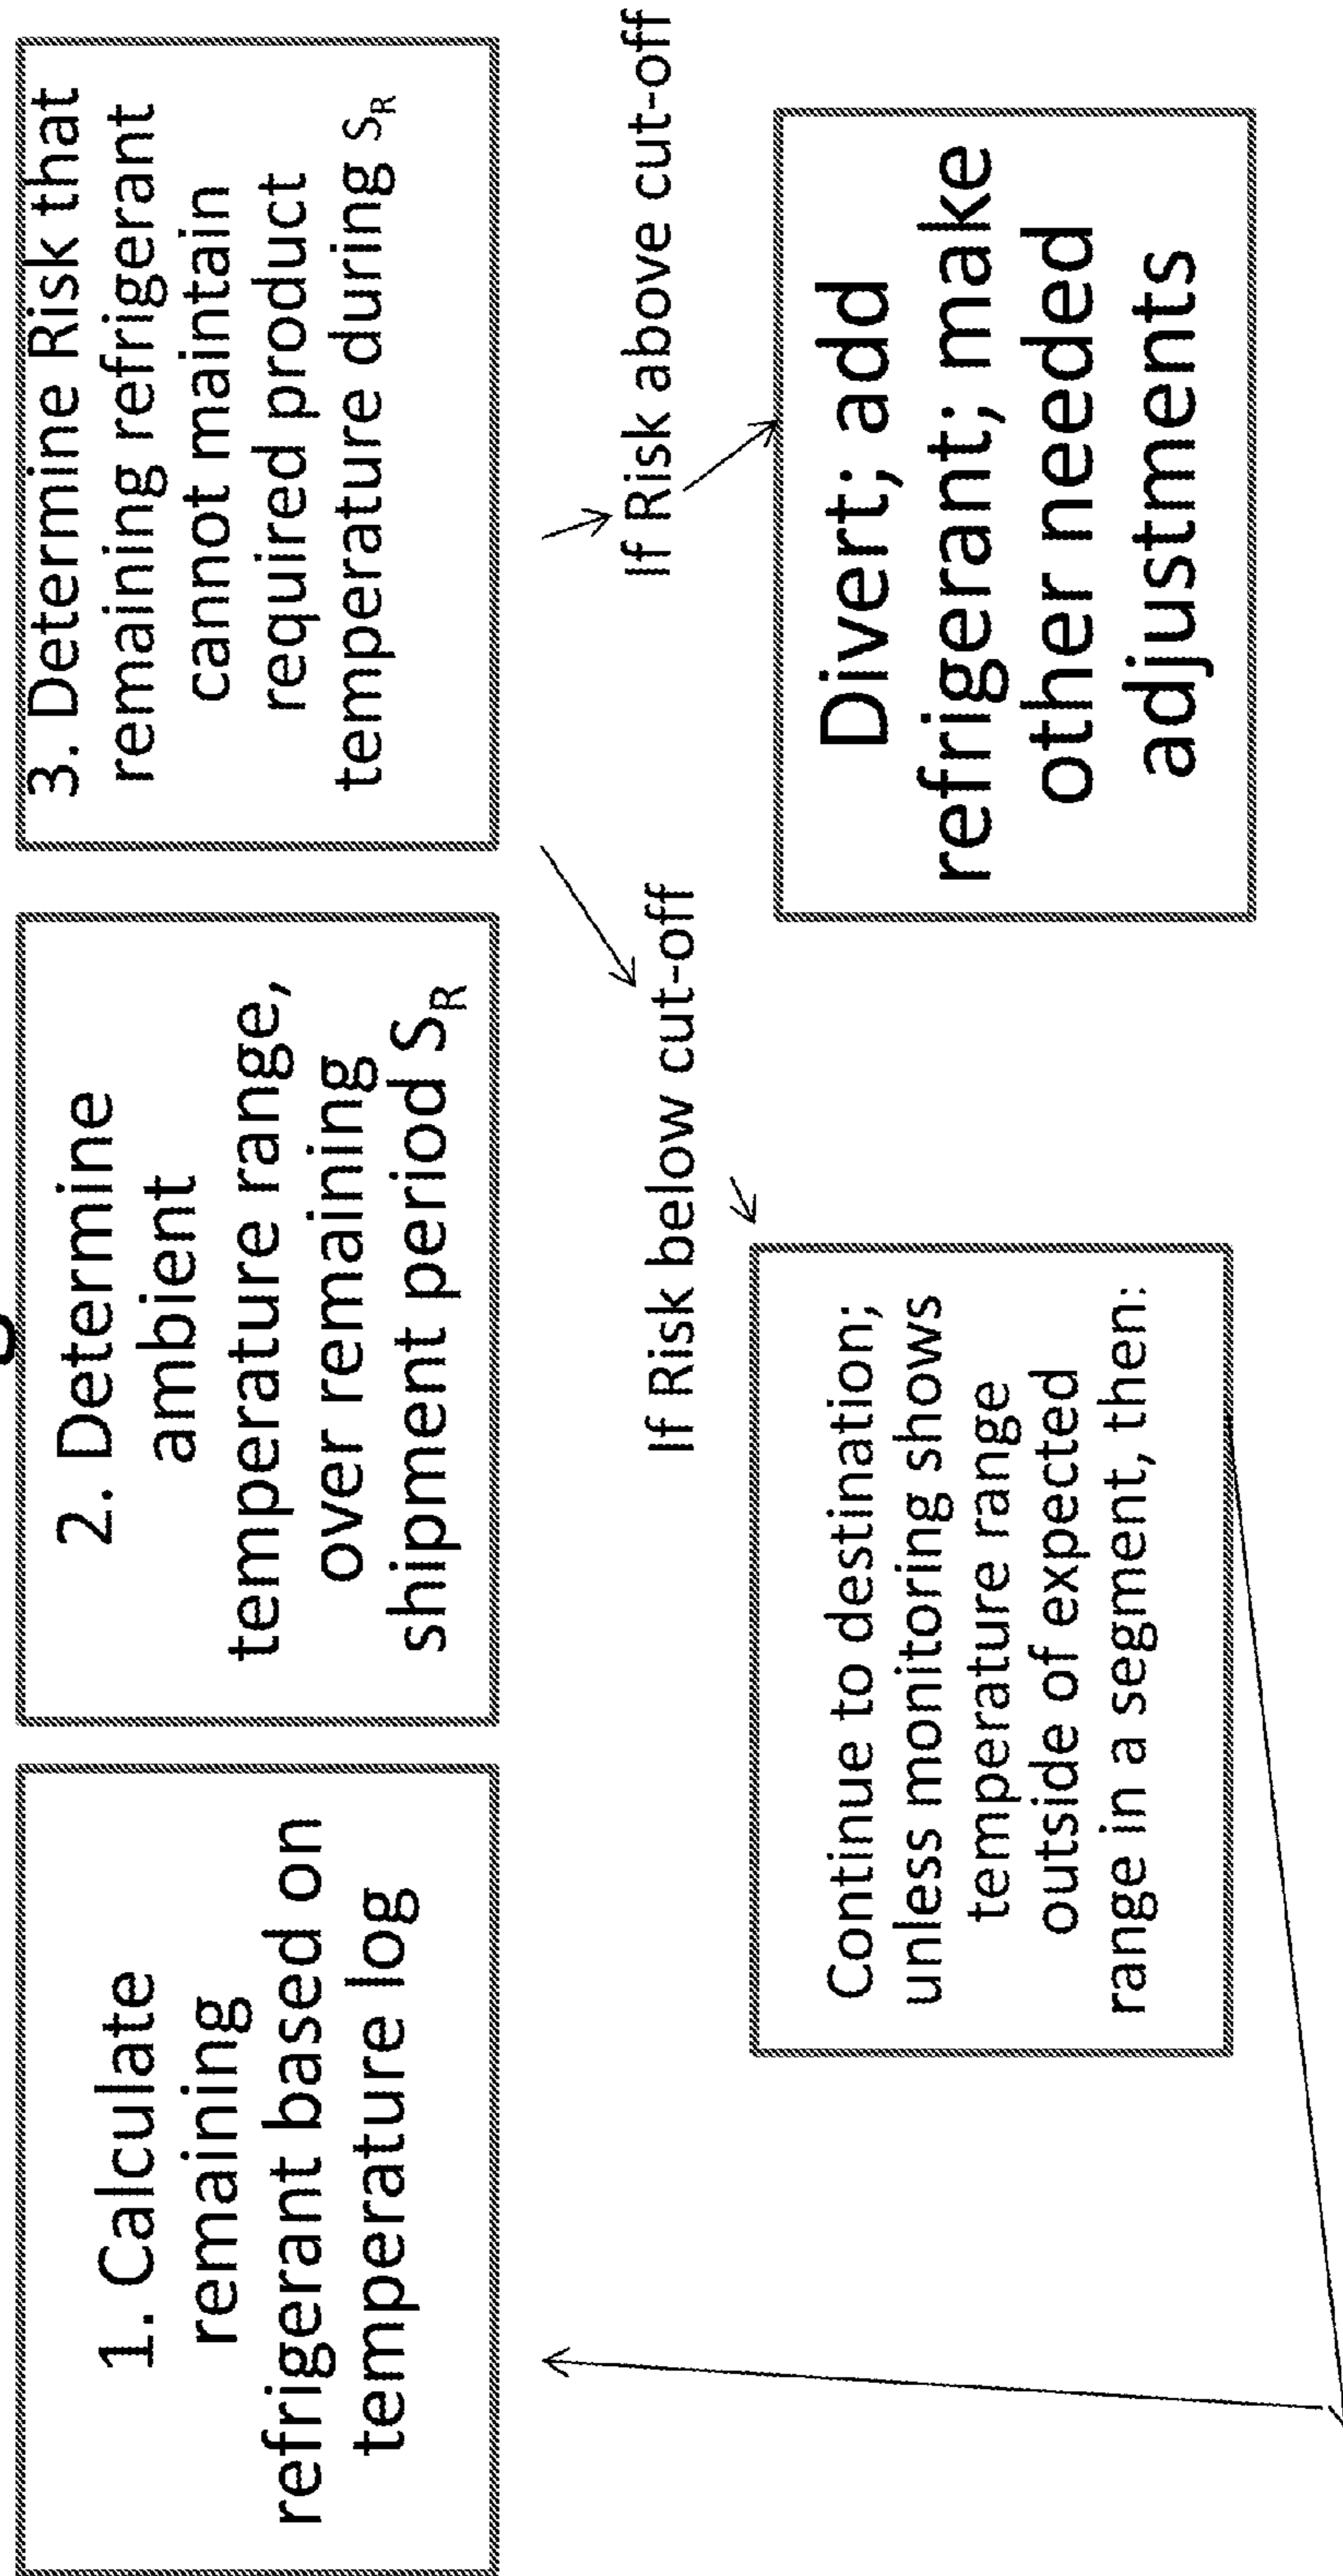 1. Calculate
remaining
refrigerant based on
temperature log
2. Determine
ambient
temperature range,
over remaining
shipment period S_R
3. Determine Risk that
remaining refrigerant
cannot maintain
required product
temperature during S_R
If Risk below cut-off
If Risk above cut-off
Continue to destination;
unless monitoring shows
temperature range
outside of expected
range in a segment, then:
Divert; add
refrigerant; make
other needed
adjustments